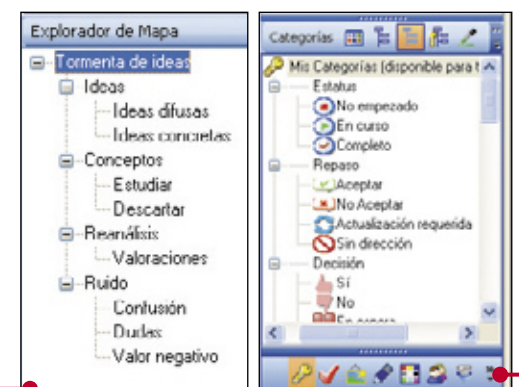 Explorador de Mapa
Tormenta de ideas
Ideas
Ideas difusas
Ideas concretas
Conceptos
Estudiar
Descartar
Reanálisis
Valoraciones
Ruido
Confusión
Dudas
Valor negativo
Categorías
Mis Categorías (disponible para t
Estatus
No empezado
En curso
Completo
Repaso
Aceptar
No Aceptar
Actualización requerida
Sin dirección
Decisión
Sí
No
En espera